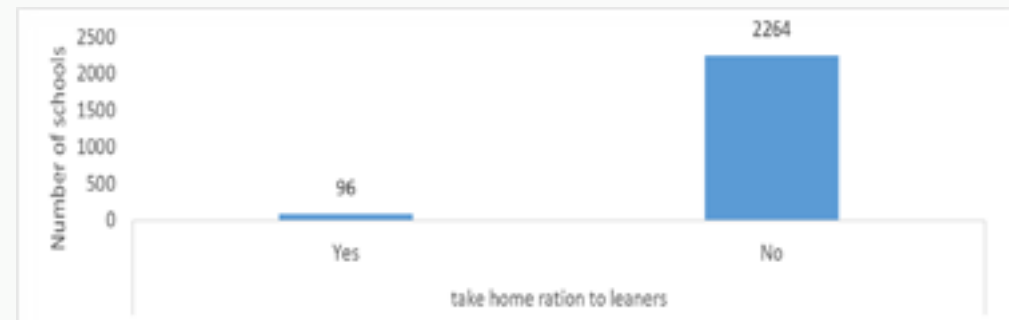 Number of schools
2500
2000
1500
1000
500
0
96
2264
Yes
No
take home ration to leaners